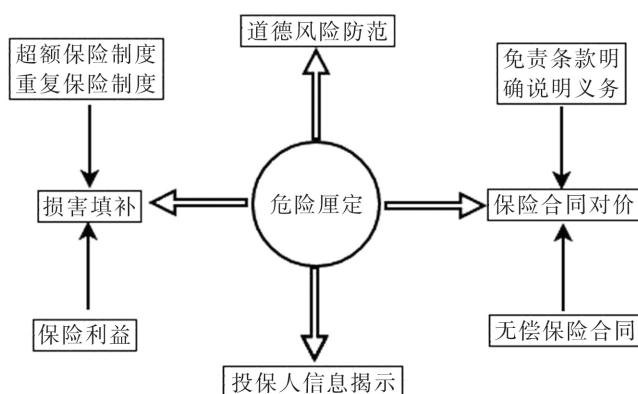 道德风险防范
超额保险制度
重复保险制度
免责条款明
确说明义务
损害填补
危险厘定
保险合同对价
保险利益
无偿保险合同
投保人信息揭示